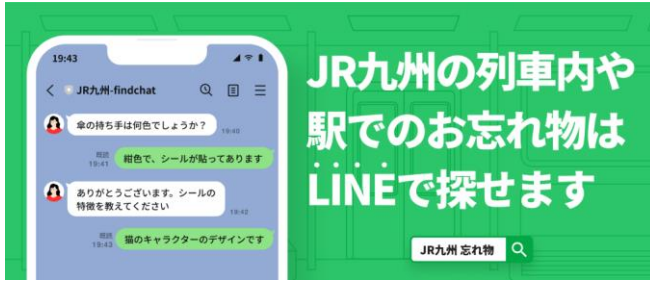 19:43
JR九州-findchat
傘の持ち手は何色でしょうか？
19:40
既読
19:41
紺色で、シールが貼ってあります
ありがとうございます。シールの
特徴を教えてください
19:42
既読
19:43
猫のキャラクターのデザインです
JR九州の列車内や
駅でのお忘れ物は
LINEで探せます
JR九州 忘れ物